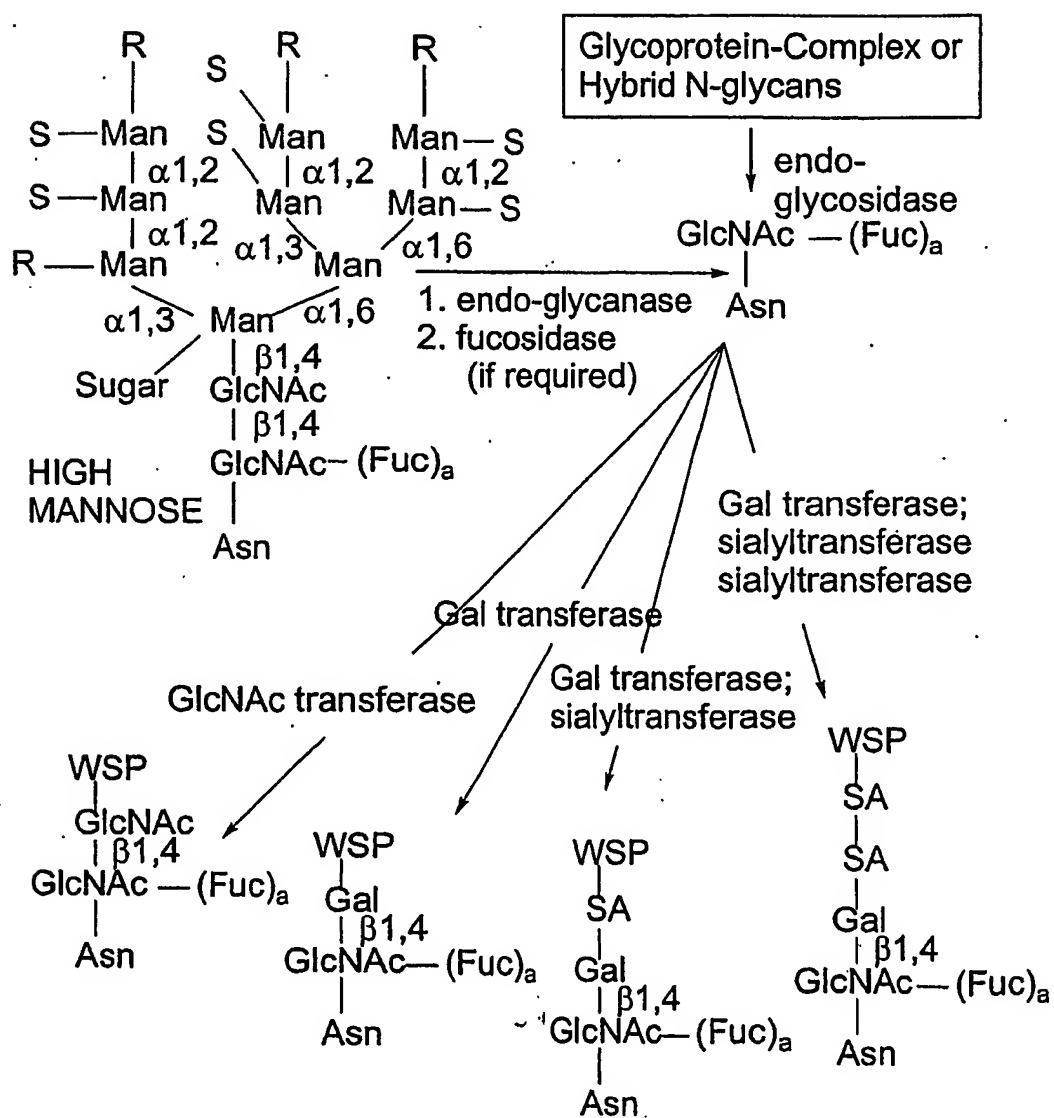 R R R
S
Glycoprotein-Complex or
Hybrid N-glycans
S—Man S Man Man—S
α1,2 α1,2 α1,2
endo-
glycosidase
S—Man Man Man—S
α1,2 α1,3 α1,6
GlcNAc—(Fuc)a
R—Man Man
Asn
1. endo-glycanase
2. fucosidase
(if required)
α1,3 Man α1,6
β1,4
Sugar GlcNAc
β1,4
GlcNAc-(Fuc)a
HIGH
MANNOSE
Asn
Gal transferase;
sialyltransferase
sialyltransferase
Gal transferase
Gal transferase;
sialyltransferase
GlcNAc transferase
WSP
GlcNAc
β1,4
GlcNAc—(Fuc)a
Asn
WSP
Gal
β1,4
GlcNAc—(Fuc)a
Asn
WSP
SA
Gal
β1,4
GlcNAc—(Fuc)a
Asn
WSP
SA
SA
Gal
β1,4
GlcNAc—(Fuc)a
Asn